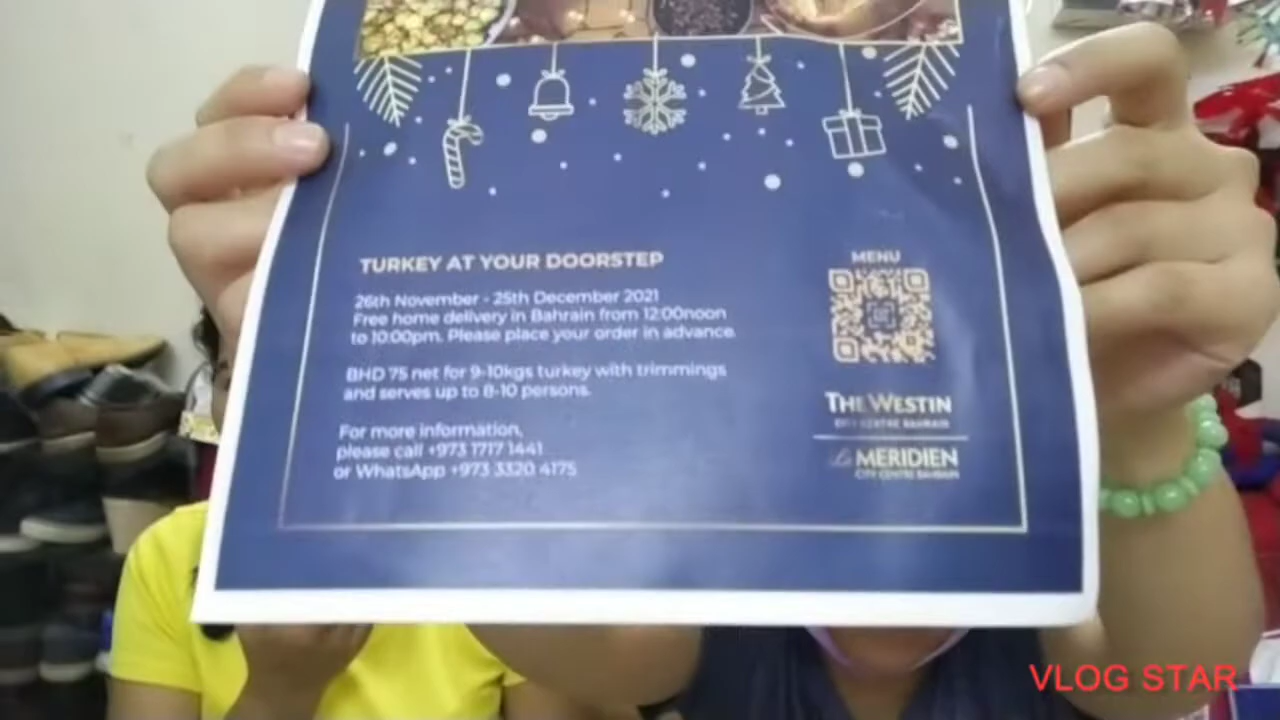 TURKEY AT YOUR DOORSTEP
26th November - 25th December 2021
Free home delivery in Bahrain from 12:00noon
to 10:00pm. Please place your order in advance.
BHD 75 net for 9-10kgs turkey with trimmings
and serves up to 8-10 persons.
For more information,
please call +973 1717 1441
or WhatsApp +973 3320 4175
MENU
THE WESTIN
CITY CENTRE BAHRAIN
Le MERIDIEN
CITY CENTRE BAHRAIN
VLOG STAR